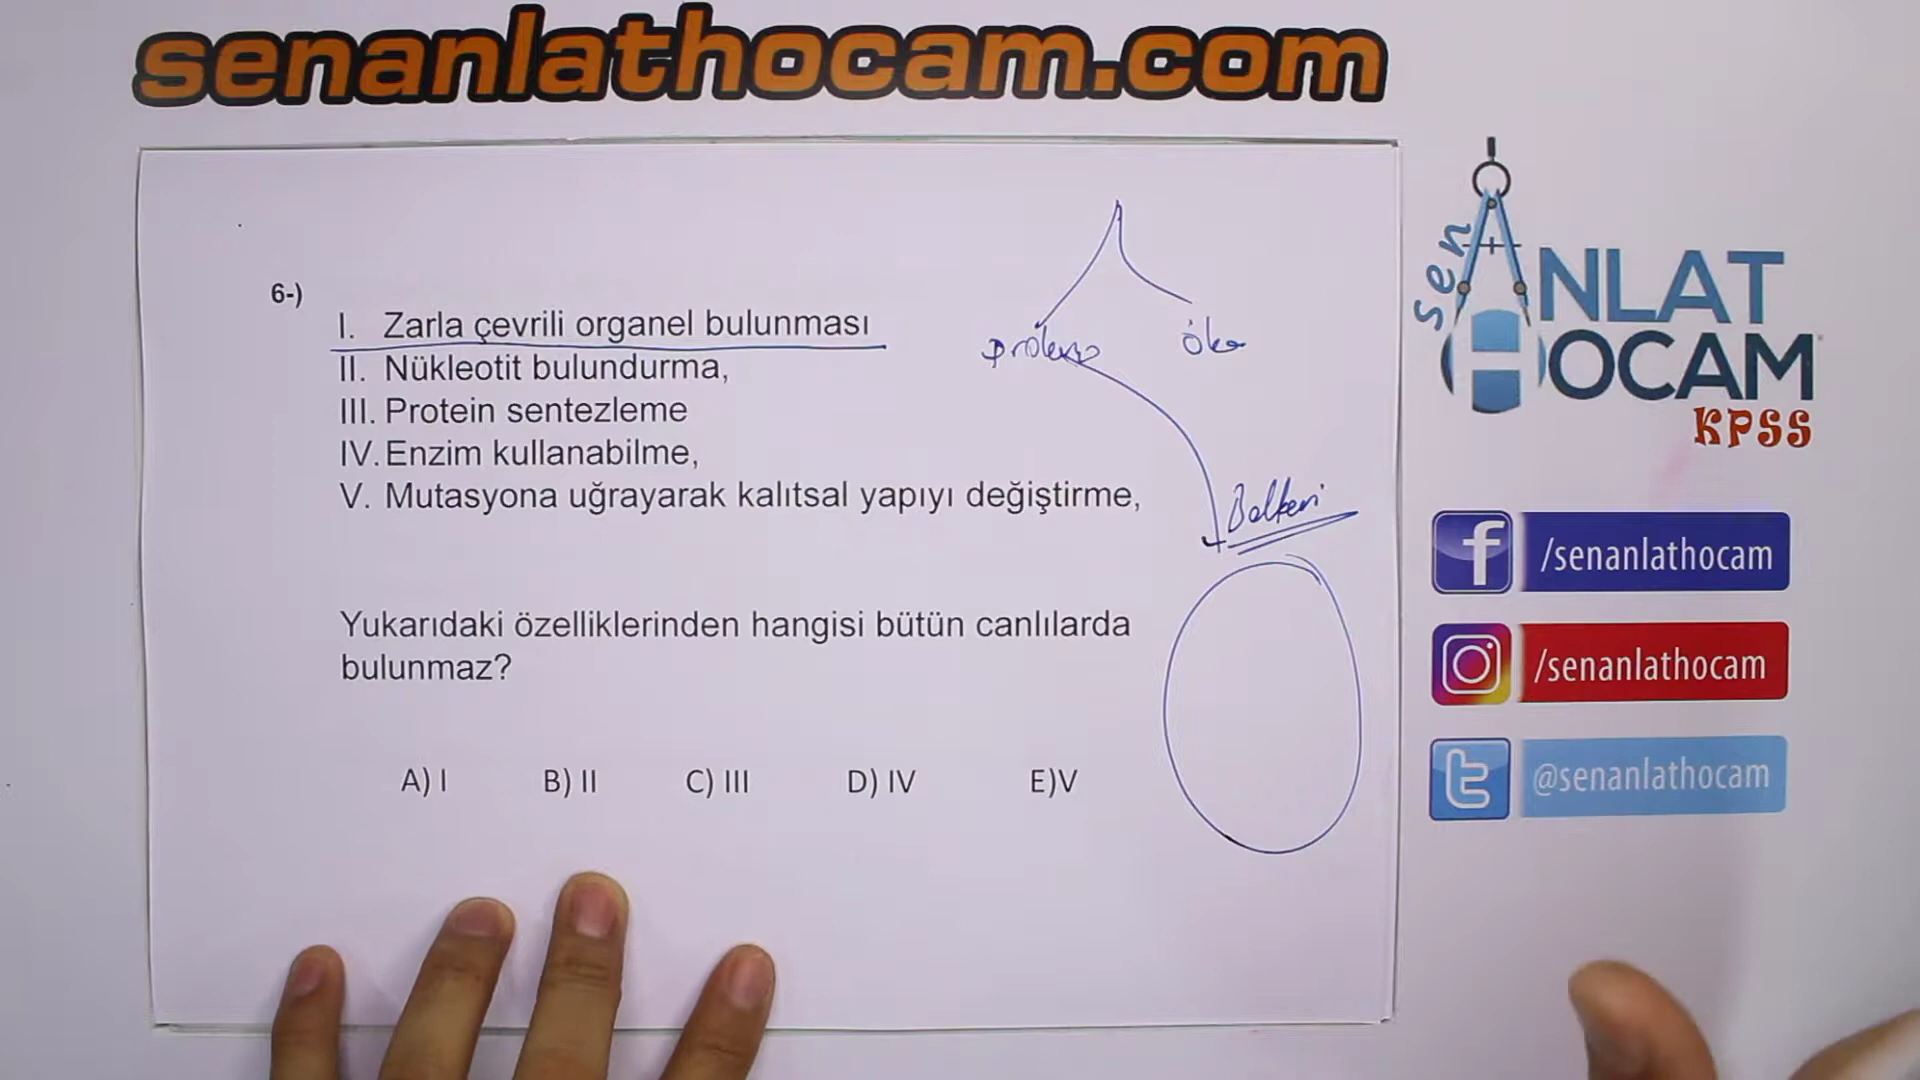 senanlathocam.com
6-)
I. Zarla çevrili organel bulunması
II. Nükleotit bulundurma,
III. Protein sentezleme
IV. Enzim kullanabilme,
V. Mutasyona uğrayarak kalıtsal yapıyı değiştirme,
Yukarıdaki özelliklerinden hangisi bütün canlılarda
bulunmaz?
A) I B) II C) III D) IV E)V
sen ANLAT
HOCAM
KPSS
f /senanlathocam
/senanlathocam
t @senanlathocam